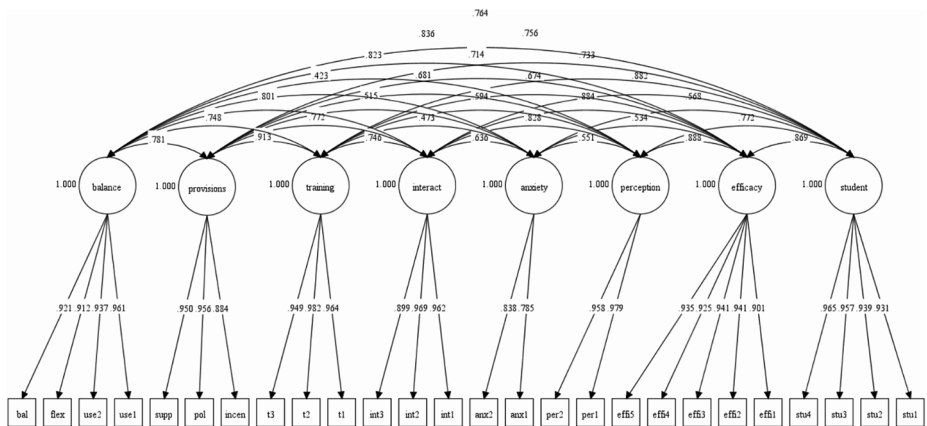 .764
.836 .756
.823 .714 .733
.423 .681 .674 .882
.801 .515 .594 .884 .568
.748 .772 .473 .828 .534 .772
.781 .913 .746 .636 .551 .888 .869
1.000 balance 1.000 provisions 1.000 training 1.000 interact 1.000 anxiety 1.000 perception 1.000 efficacy 1.000 student
.921 .912 .937 .961 .950 .956 .884 .949 .982 .964 .899 .969 .962 .838 .785 .958 .979 .935 .925 .941 .941 .901 .965 .957 .939 .931
bal flex use2 use1 supp pol incen t3 t2 t1 int3 int2 int1 anx2 anx1 per2 per1 effi5 effi4 effi3 effi2 effi1 stu4 stu3 stu2 stu1